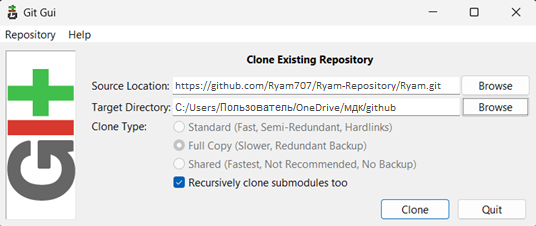 Git Gui
Repository Help
Clone Existing Repository
Source Location: https://github.com/Ryam707/Ryam-Repository/Ryam.git Browse
Target Directory: C:/Users/Пользователь/OneDrive/мдк/github Browse
Clone Type: Standard (Fast, Semi-Redundant, Hardlinks)
Full Copy (Slower, Redundant Backup)
Shared (Fastest, Not Recommended, No Backup)
Recursively clone submodules too
Clone Quit
GIt